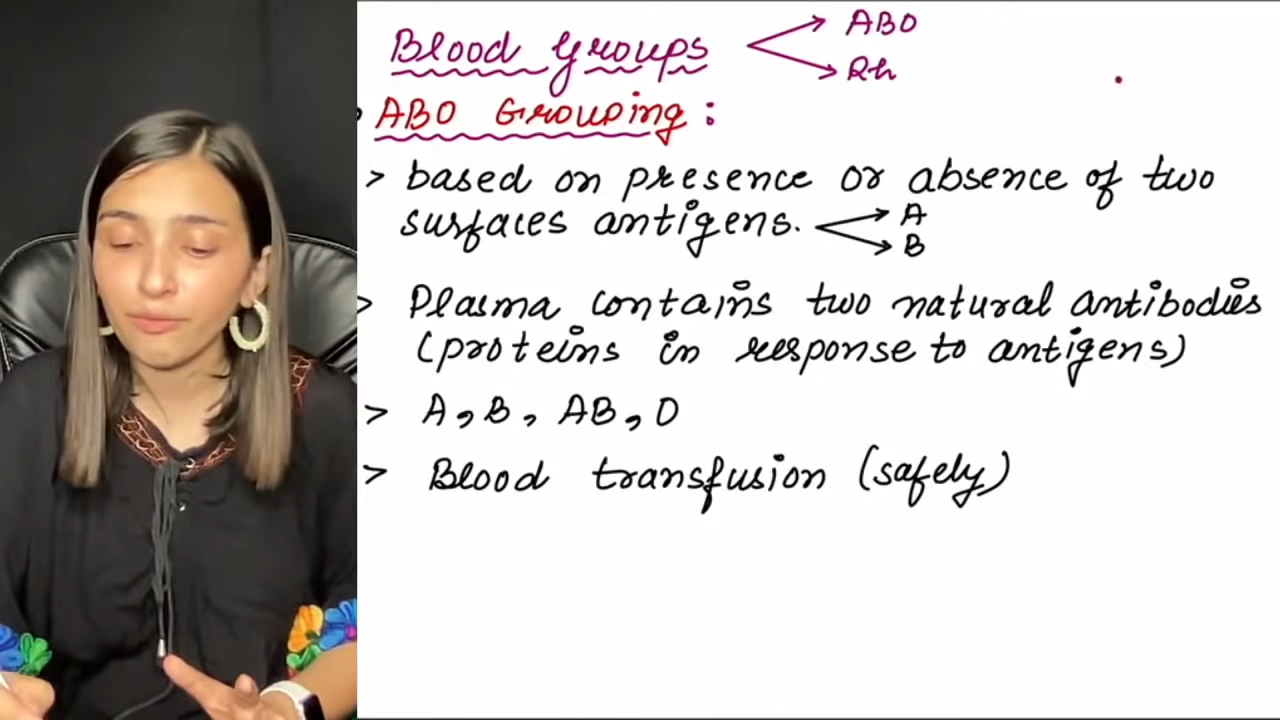 Blood Groups
ABO
Rh
ABO Grouping :
> based on presence or absence of two
surfaces antigens.
A
B
> Plasma contains two natural antibodies
(proteins in response to antigens)
> A, B, AB, O
> Blood transfusion (safely)